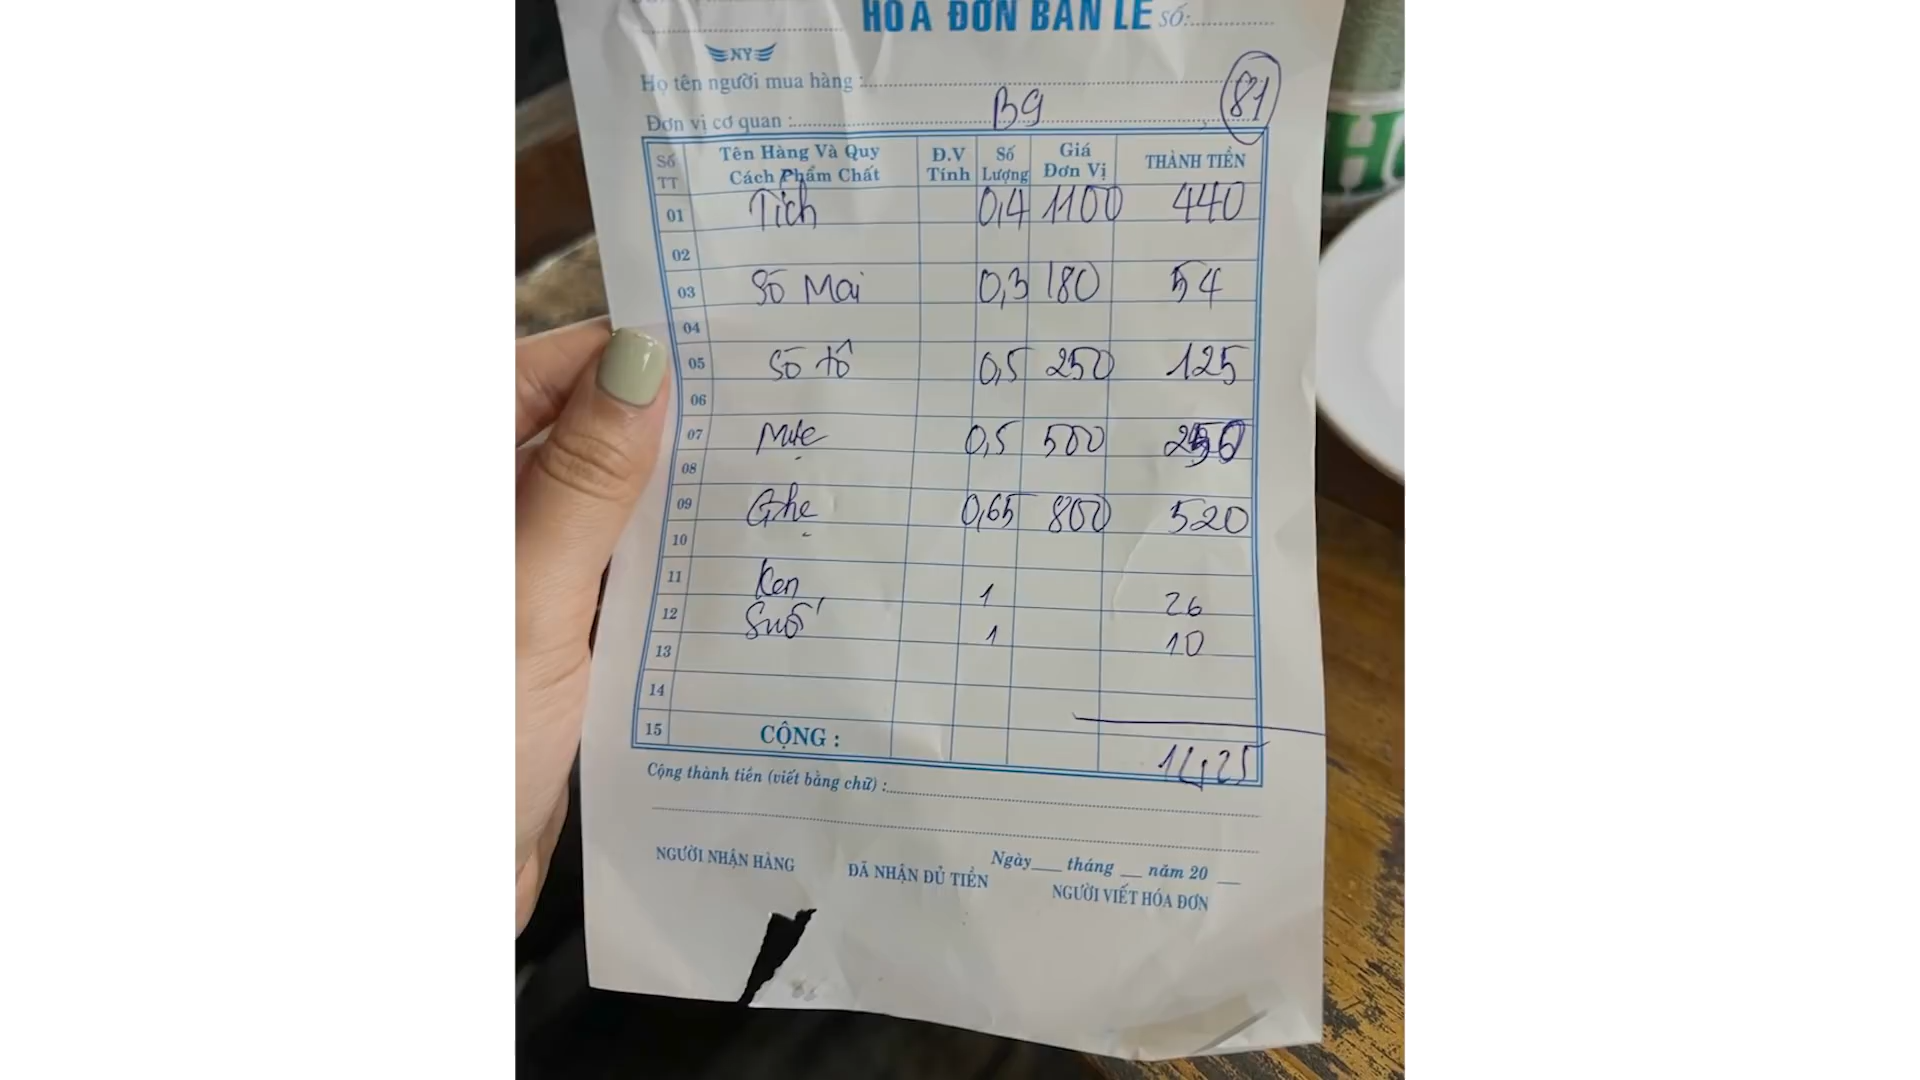 HÓA ĐƠN BÁN LẺ SỐ:
NY
Họ tên người mua hàng :
81
Đơn vị cơ quan : B9
Số TT Tên Hàng Và Quy Cách Phẩm Chất Đ.V Tính Số Lượng Giá Đơn Vị THÀNH TIỀN
01 Tích 0,4 1100 440
02
03 Sò Mai 0,3 180 54
04
05 Sò tô 0,5 250 125
06
07 Mực 0,5 500 250
08
09 Ghẹ 0,65 800 520
10
11 Ken 1 26
12 Suối 1 10
13
14
15 CỘNG : 1425
Cộng thành tiền (viết bằng chữ) :
Ngày___ tháng __ năm 20 __
NGƯỜI NHẬN HÀNG ĐÃ NHẬN ĐỦ TIỀN NGƯỜI VIẾT HÓA ĐƠN